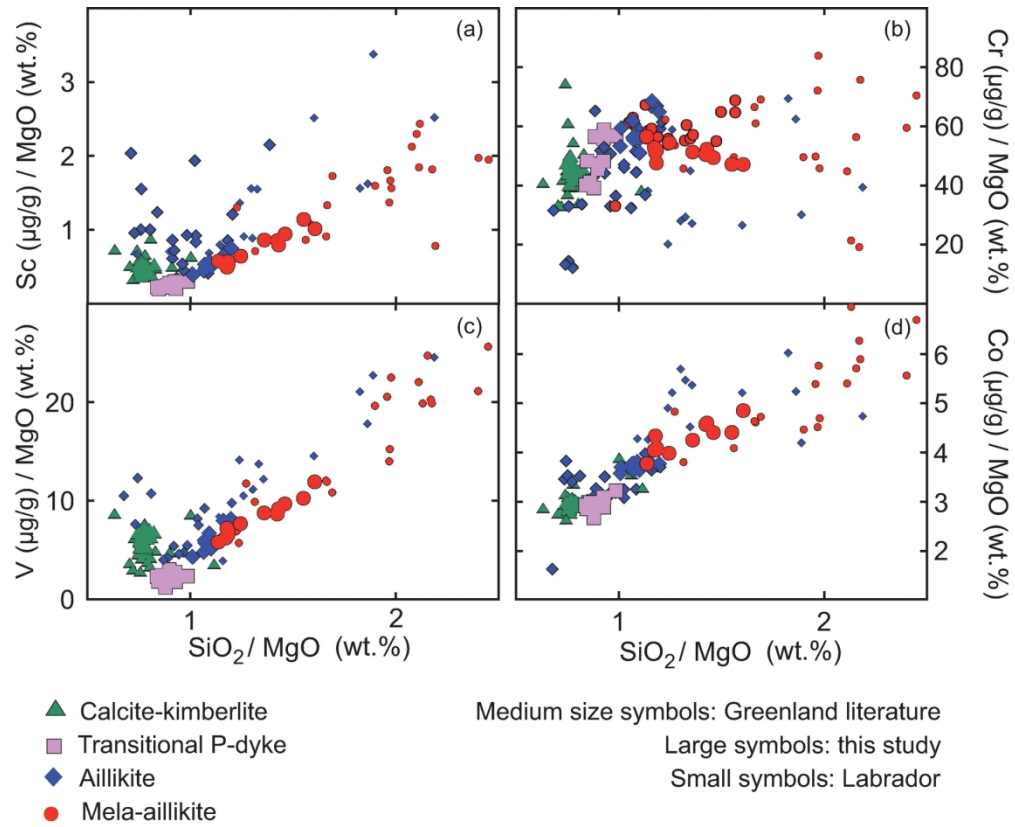 (a)
(b)
Sc (µg/g) / MgO (wt.%)
3
2
1
80
60
40
20
Cr (µg/g) / MgO (wt.%)
(c)
(d)
V (µg/g) / MgO (wt.%)
20
10
0
6
5
4
3
2
Co (µg/g) / MgO (wt.%)
1 2
1 2
SiO₂ / MgO (wt.%)
SiO₂ / MgO (wt.%)
Calcite-kimberlite
Transitional P-dyke
Aillikite
Mela-aillikite
Medium size symbols: Greenland literature
Large symbols: this study
Small symbols: Labrador